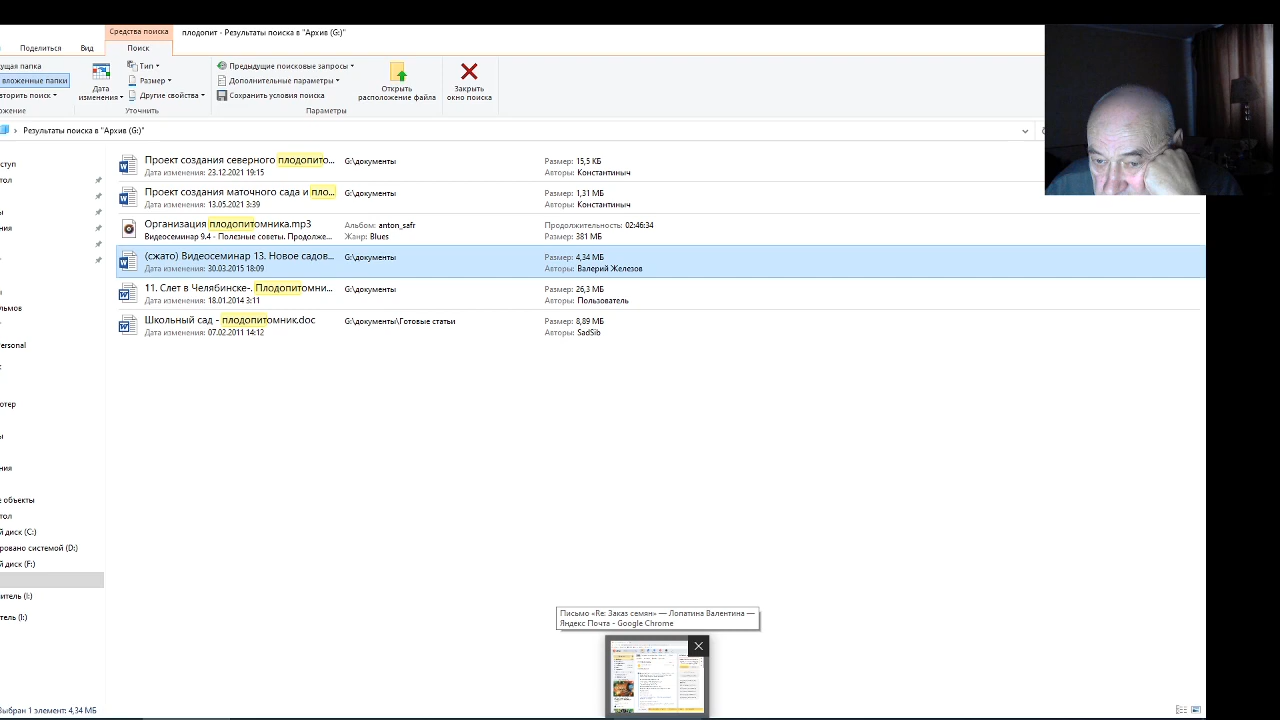 Средства поиска
плодопит - Результаты поиска в "Архив (G:)"
Поделиться
Вид
Поиск
вложенные папки
Тип
Размер
Другие свойства
Дата изменения
Уточнить
Предыдущие поисковые запросы
Дополнительные параметры
Сохранить условия поиска
Параметры
Открыть расположение файла
Закрыть окно поиска
Результаты поиска в "Архив (G:)"
Проект создания северного плодопито...
G:\документы
Размер: 15,5 КБ
Дата изменения: 23.12.2021 19:15
Авторы: Константиныч
Проект создания маточного сада и пло...
G:\документы
Размер: 1,31 МБ
Дата изменения: 13.05.2021 3:39
Авторы: Константиныч
Организация плодопитомника.mp3
Альбом: anton_safr
Продолжительность: 02:46:34
Видеосеминар 9.4 - Полезные советы. Продолже...
Жанр: Blues
Размер: 381 МБ
(сжато) Видеосеминар 13. Новое садов...
G:\документы
Размер: 4,34 МБ
Дата изменения: 30.03.2015 18:09
Авторы: Валерий Железов
11. Слет в Челябинске-. Плодопитомни...
G:\документы
Размер: 26,3 МБ
Дата изменения: 18.01.2014 3:11
Авторы: Пользователь
Школьный сад - плодопитомник.doc
G:\документы\Готовые статьи
Размер: 8,89 МБ
Дата изменения: 07.02.2011 14:12
Авторы: SadSib
ступ
тол
ния
льмов
ersonal
ютер
ния
е объекты
тол
й диск (C:)
ровано системой (D:)
й диск (F:)
итель (I:)
тель (I:)
Письмо «Re: Заказ семян» — Лопатина Валентина —
Яндекс Почта - Google Chrome
Выбран 1 элемент: 4,34 МБ